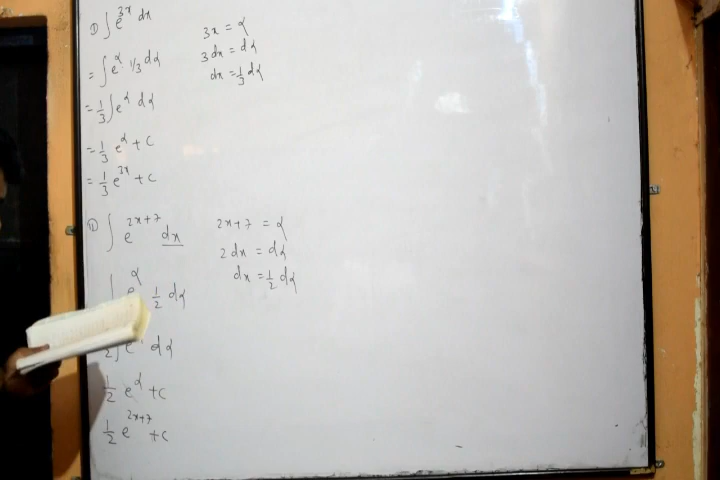 1) ∫ e^{3x} dx
3x = α
= ∫ e^α 1/3 dα
3 dx = dα
dx = 1/3 dα
= 1/3 ∫ e^α dα
= 1/3 e^α + c
= 1/3 e^{3x} + c
11) ∫ e^{2x+7} dx
2x+7 = α
2 dx = dα
dx = 1/2 dα
∫ e^α 1/2 dα
2 ∫ e dα
1/2 e^α + c
1/2 e^{2x+7} + c